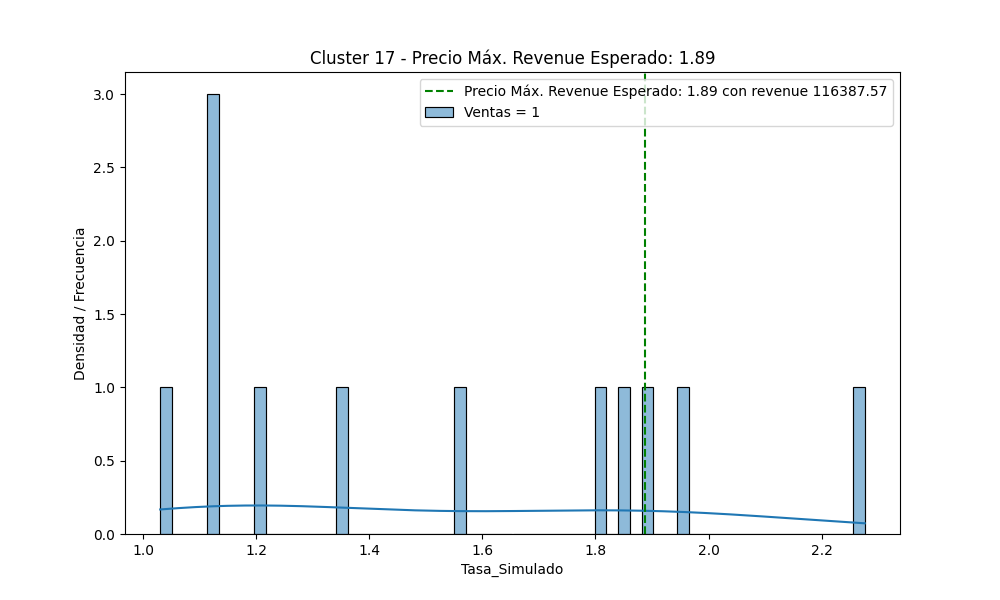 Cluster 17 - Precio Máx. Revenue Esperado: 1.89
Precio Máx. Revenue Esperado: 1.89 con revenue 116387.57
Ventas = 1
Densidad / Frecuencia
3.0
2.5
2.0
1.5
1.0
0.5
0.0
1.0 1.2 1.4 1.6 1.8 2.0 2.2
Tasa_Simulado